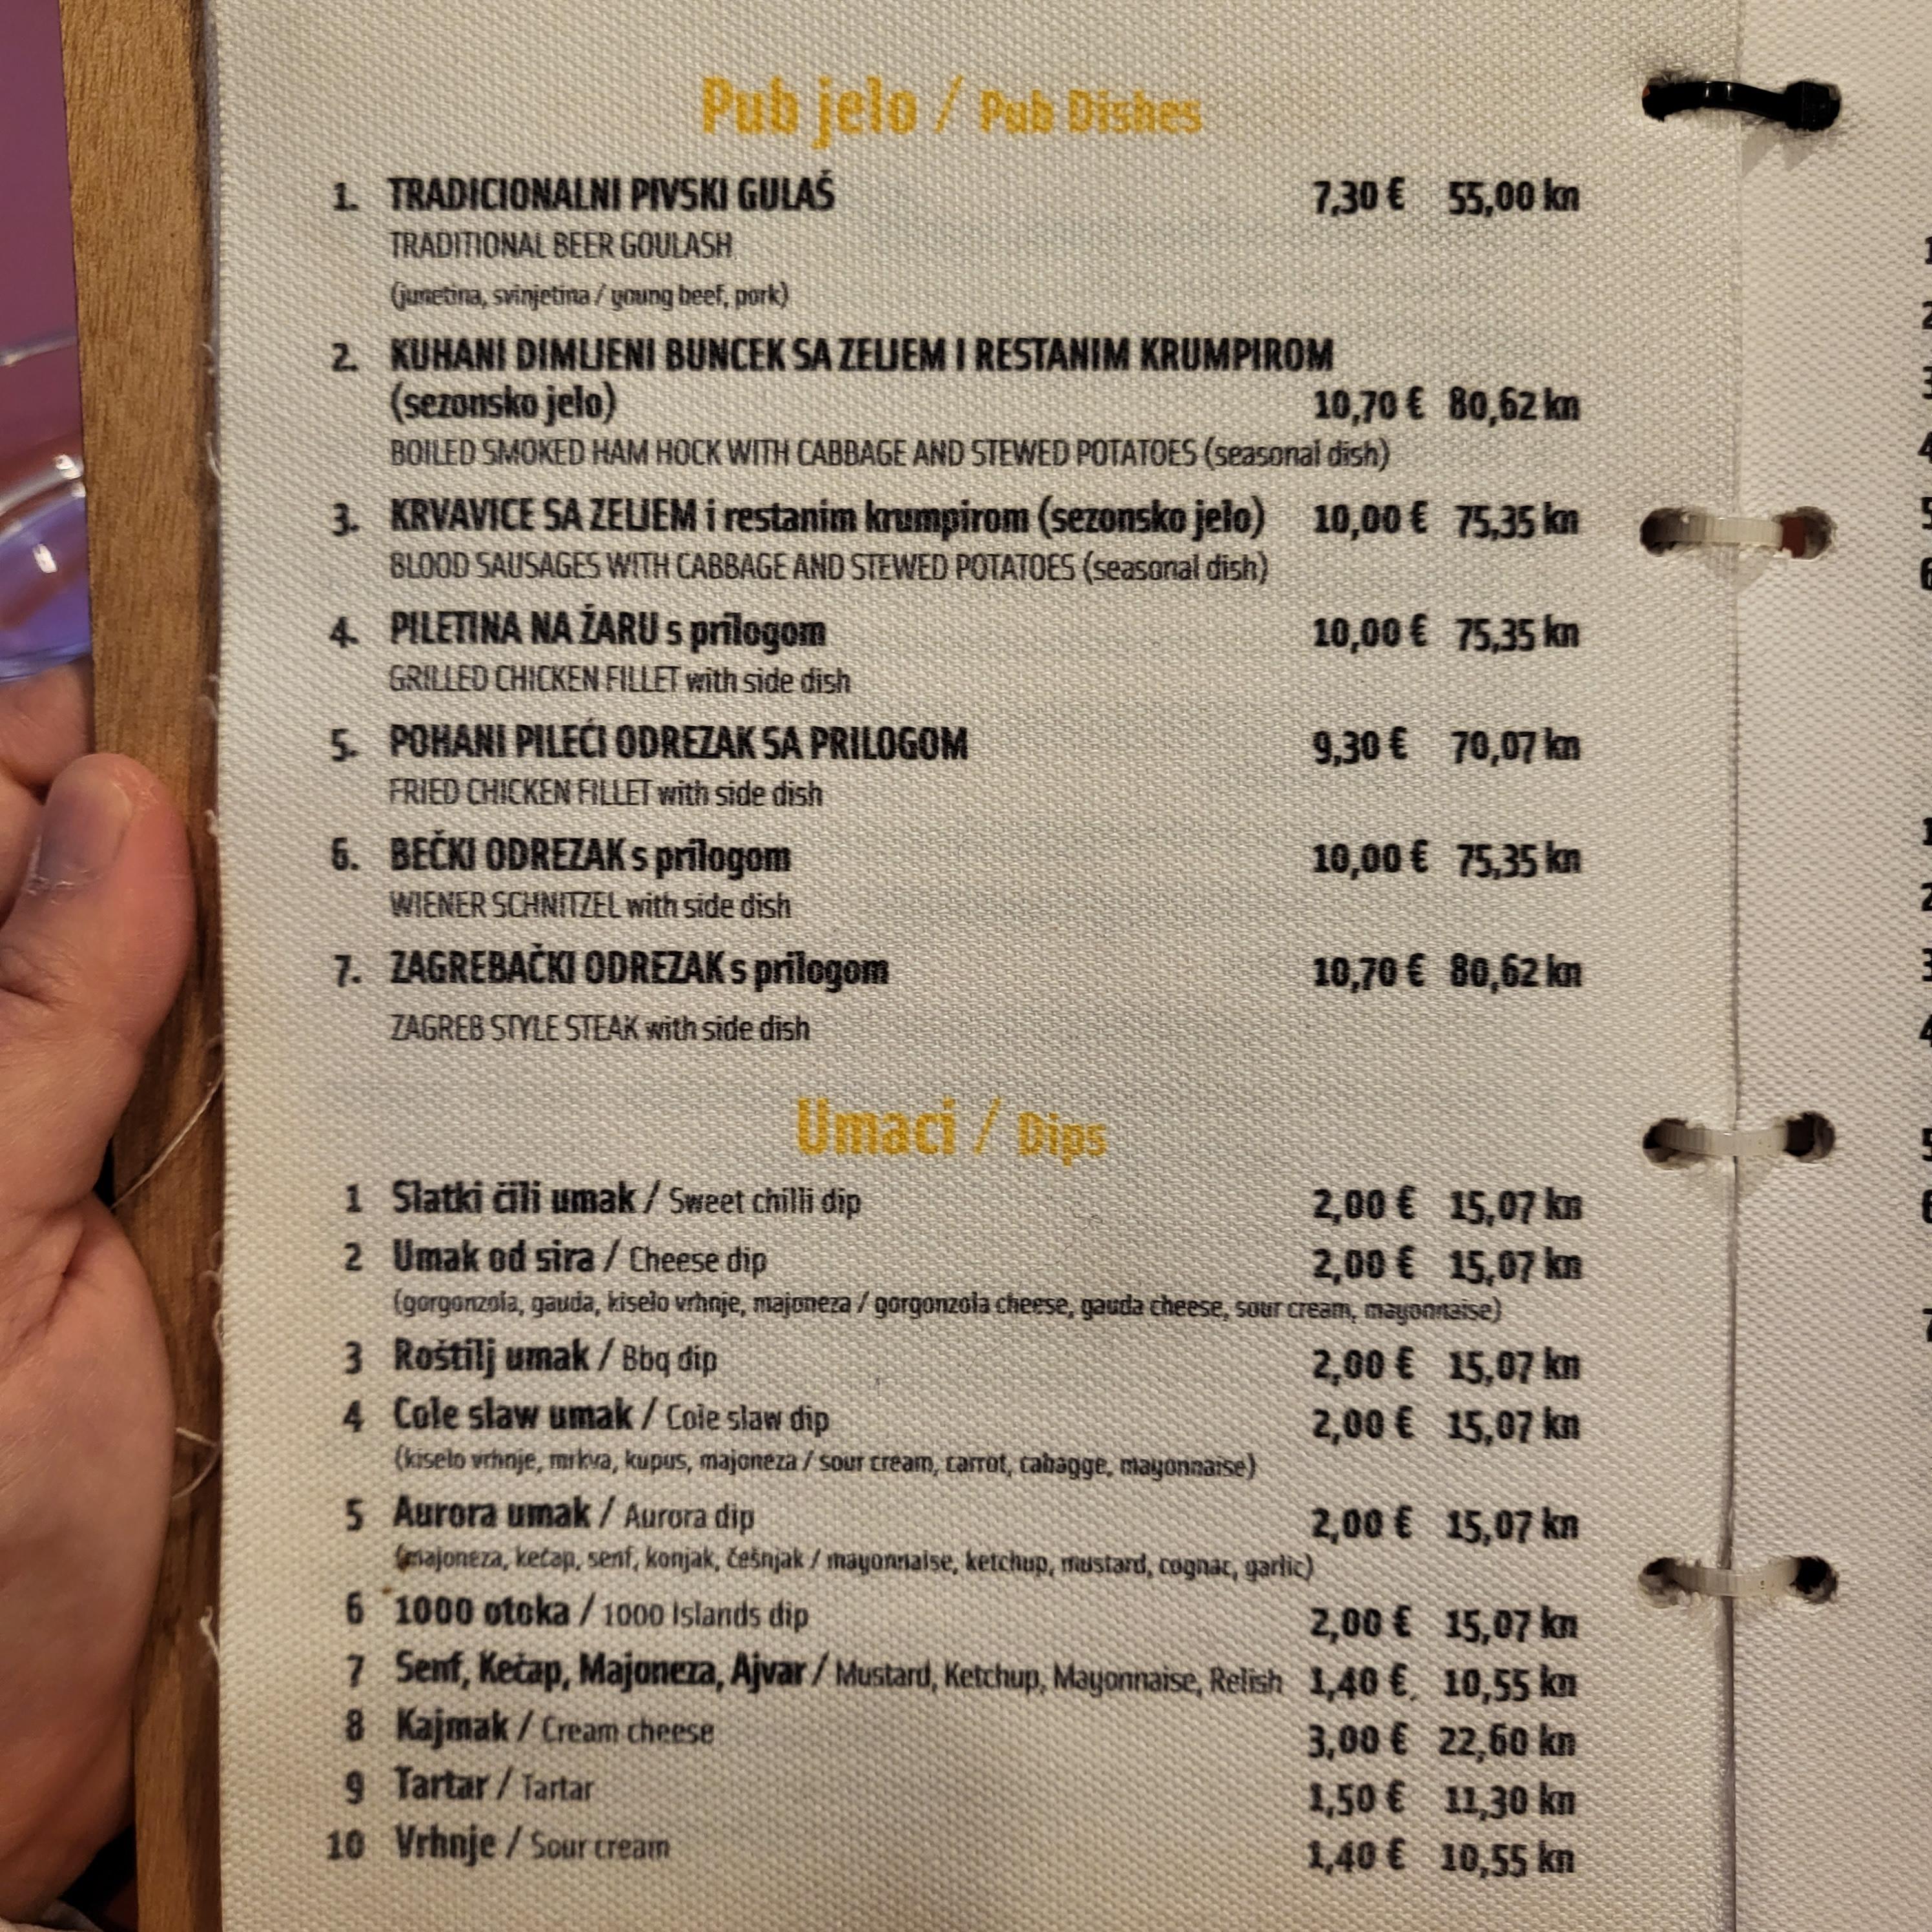 Pub jelo / Pub Dishes
1. TRADICIONALNI PIVSKI GULAŠ 7,30 € 55,00 kn
TRADITIONAL BEER GOULASH
(junetina, svinjetina / young beef, pork)
2. KUHANI DIMLJENI BUNCEK SA ZELJEM I RESTANIM KRUMPIROM
(sezonsko jelo) 10,70 € 80,62 kn
BOILED SMOKED HAM HOCK WITH CABBAGE AND STEWED POTATOES (seasonal dish)
3. KRVAVICE SA ZELJEM i restanim krumpirom (sezonsko jelo) 10,00 € 75,35 kn
BLOOD SAUSAGES WITH CABBAGE AND STEWED POTATOES (seasonal dish)
4. PILETINA NA ŽARU s prilogom 10,00 € 75,35 kn
GRILLED CHICKEN FILLET with side dish
5. POHANI PILEĆI ODREZAK SA PRILOGOM 9,30 € 70,07 kn
FRIED CHICKEN FILLET with side dish
6. BEČKI ODREZAK s prilogom 10,00 € 75,35 kn
WIENER SCHNITZEL with side dish
7. ZAGREBAČKI ODREZAK s prilogom 10,70 € 80,62 kn
ZAGREB STYLE STEAK with side dish
Umaci / Dips
1 Slatki čili umak / Sweet chilli dip 2,00 € 15,07 kn
2 Umak od sira / Cheese dip 2,00 € 15,07 kn
(gorgonzola, gauda, kiselo vrhnje, majoneza / gorgonzola cheese, gauda cheese, sour cream, mayonnaise)
3 Roštilj umak / Bbq dip 2,00 € 15,07 kn
4 Cole slaw umak / Cole slaw dip 2,00 € 15,07 kn
(kiselo vrhnje, mrkva, kupus, majoneza / sour cream, carrot, cabagge, mayonnaise)
5 Aurora umak / Aurora dip 2,00 € 15,07 kn
(majoneza, kečap, senf, konjak, češnjak / mayonnaise, ketchup, mustard, cognac, garlic)
6 1000 otoka / 1000 Islands dip 2,00 € 15,07 kn
7 Senf, Kečap, Majoneza, Ajvar / Mustard, Ketchup, Mayonnaise, Relish 1,40 € 10,55 kn
8 Kajmak / Cream cheese 3,00 € 22,60 kn
9 Tartar / Tartar 1,50 € 11,30 kn
10 Vrhnje / Sour cream 1,40 € 10,55 kn